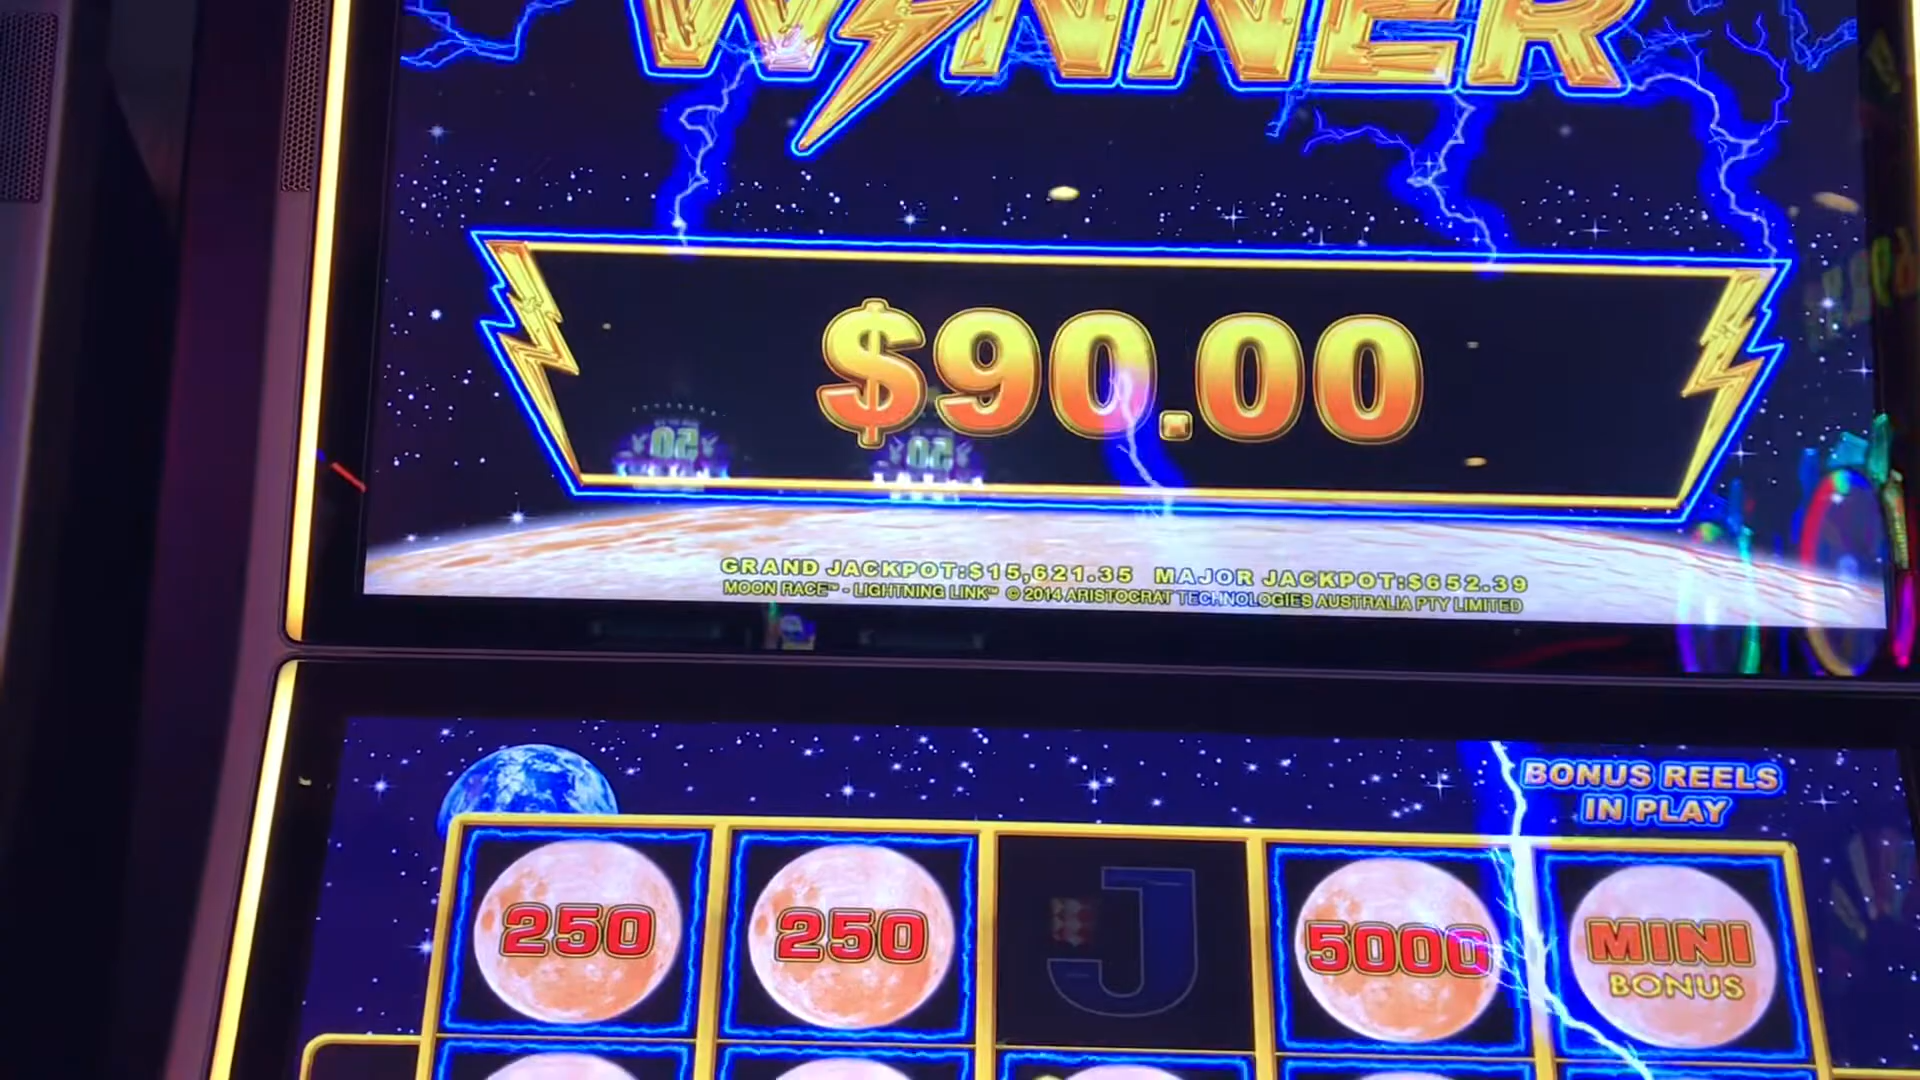 WINNER
$90.00
GRAND JACKPOT:$15,621.35 MAJOR JACKPOT:$652.39
MOON RACE™ - LIGHTNING LINK™ © 2014 ARISTOCRAT TECHNOLOGIES AUSTRALIA PTY LIMITED
BONUS REELS
IN PLAY
250 250 J 5000 MINI
BONUS